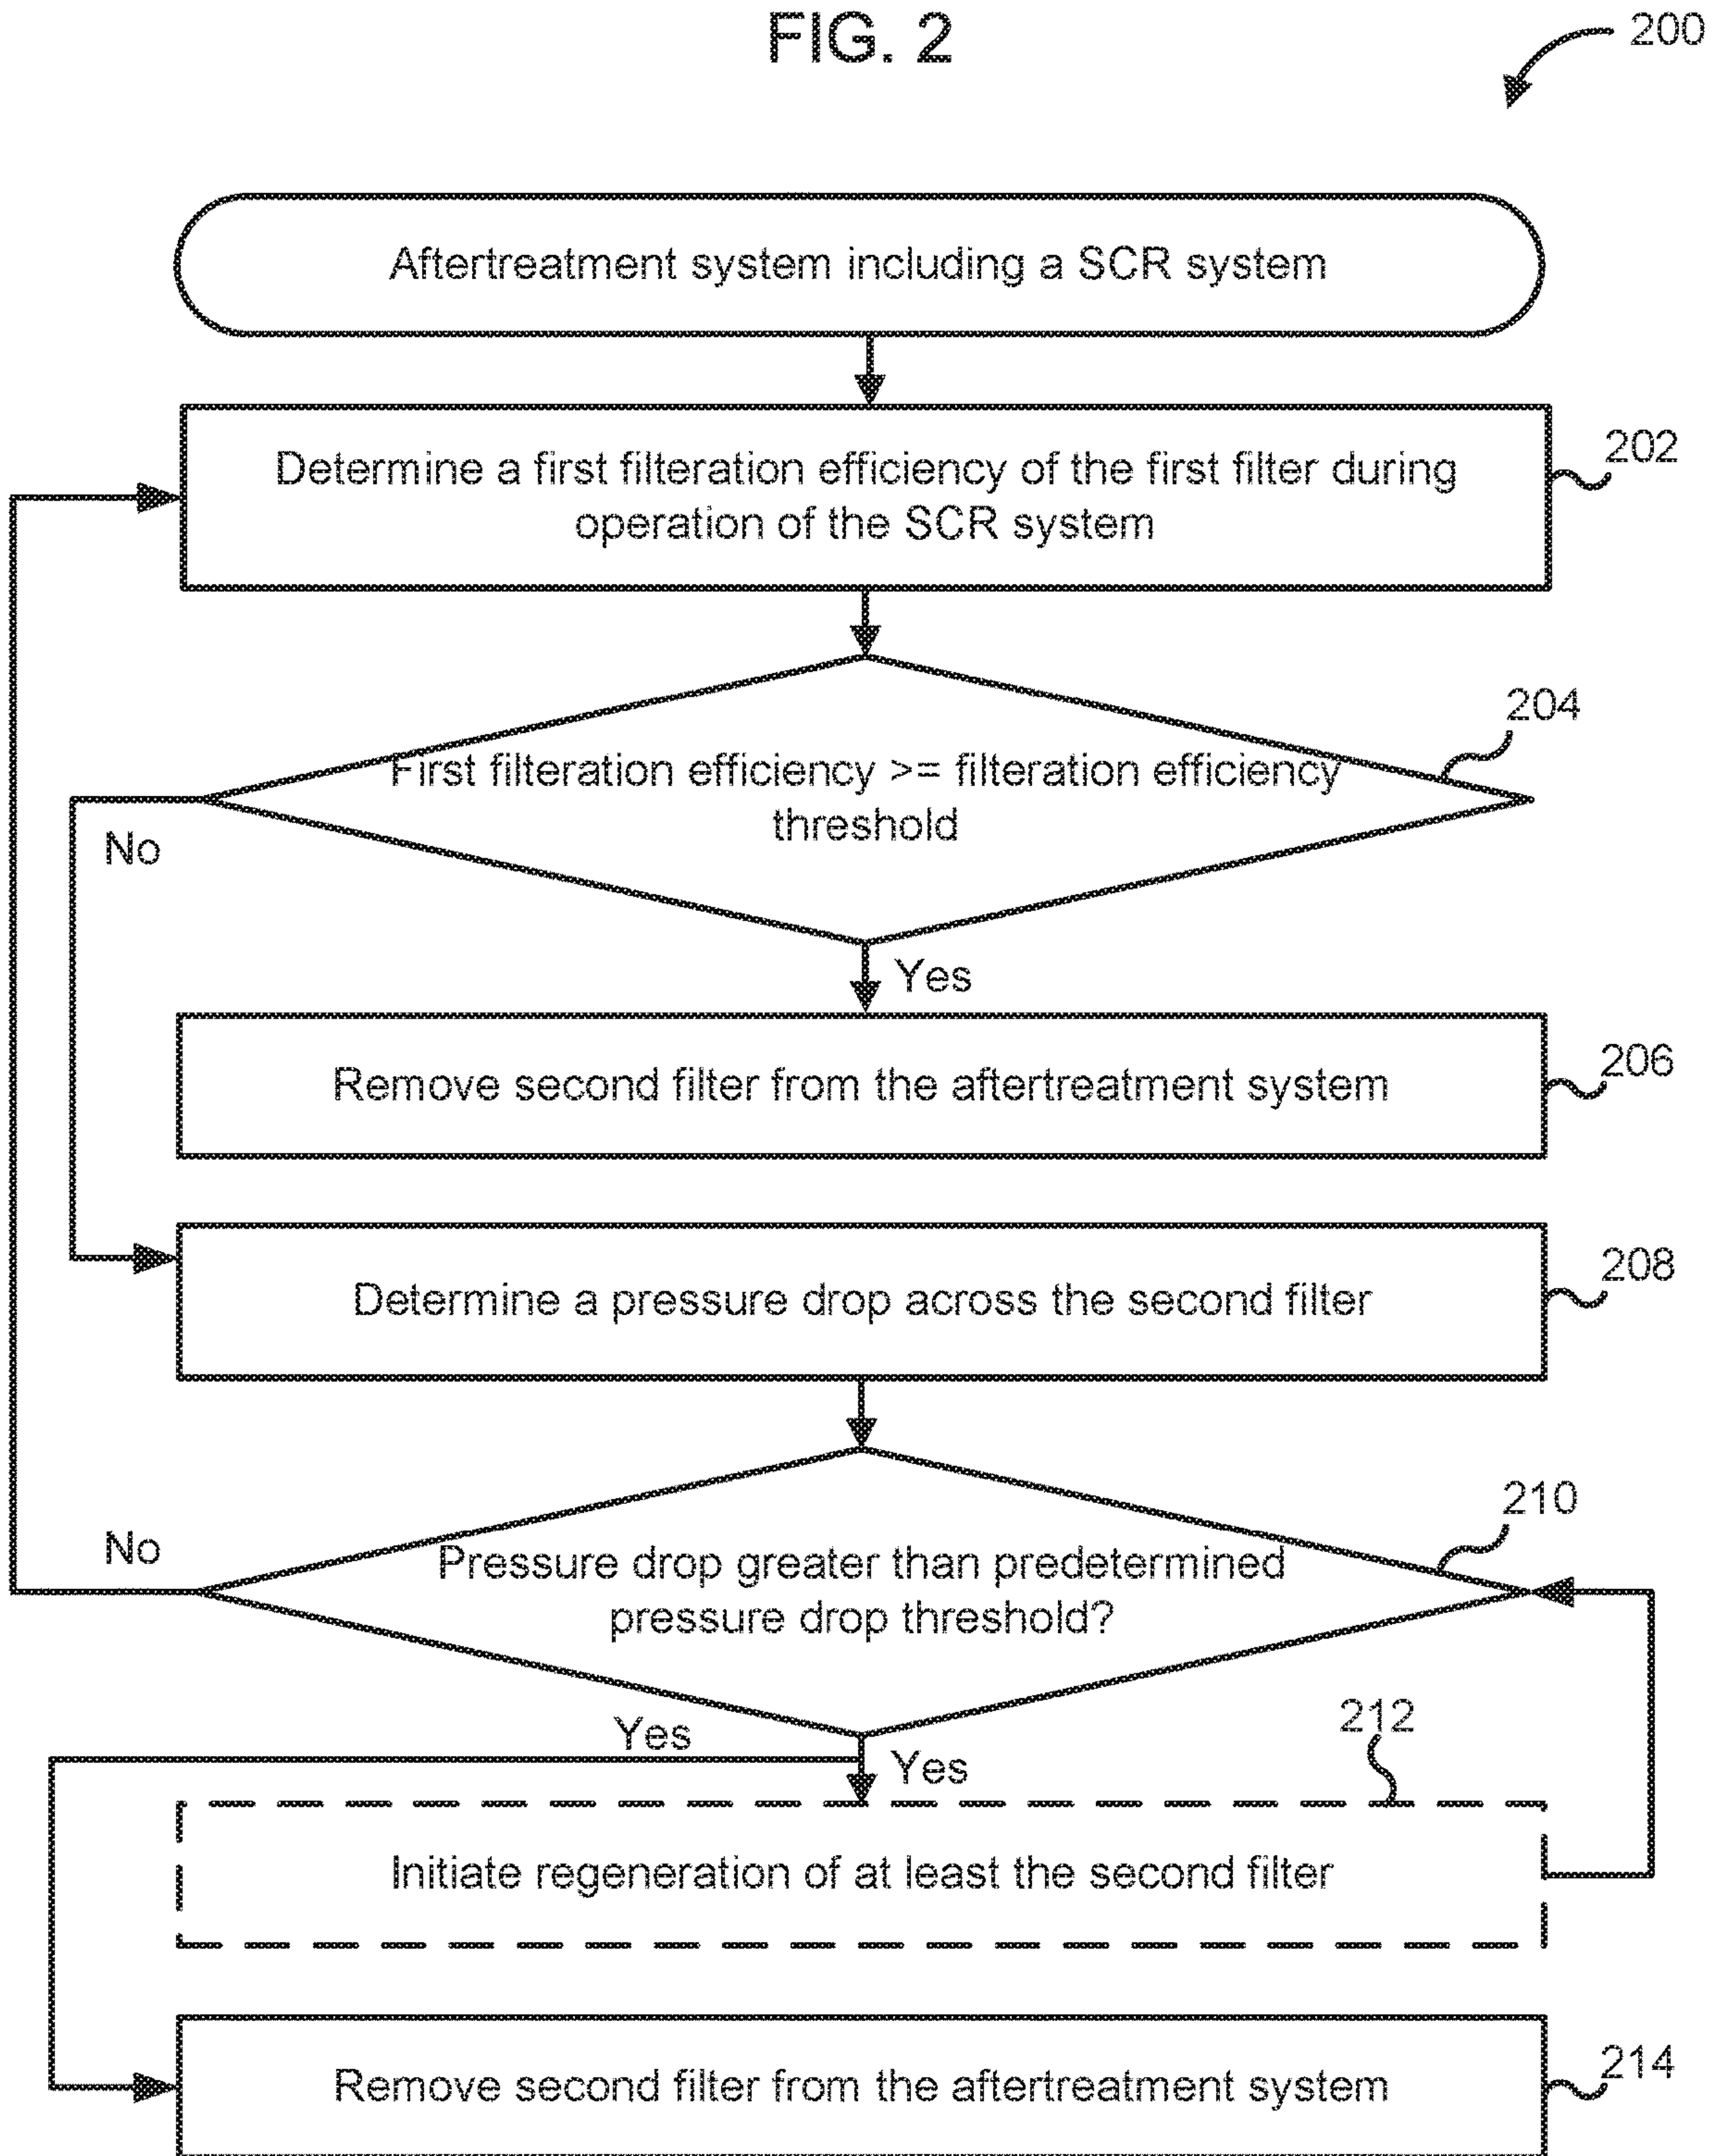 FIG. 2
200
Aftertreatment system including a SCR system
Determine a first filteration efficiency of the first filter during
operation of the SCR system
202
204
First filteration efficiency >= filteration efficiency
threshold
No
Yes
Remove second filter from the aftertreatment system
206
Determine a pressure drop across the second filter
208
210
No
Pressure drop greater than predetermined
pressure drop threshold?
212
Yes
Yes
Initiate regeneration of at least the second filter
Remove second filter from the aftertreatment system
214